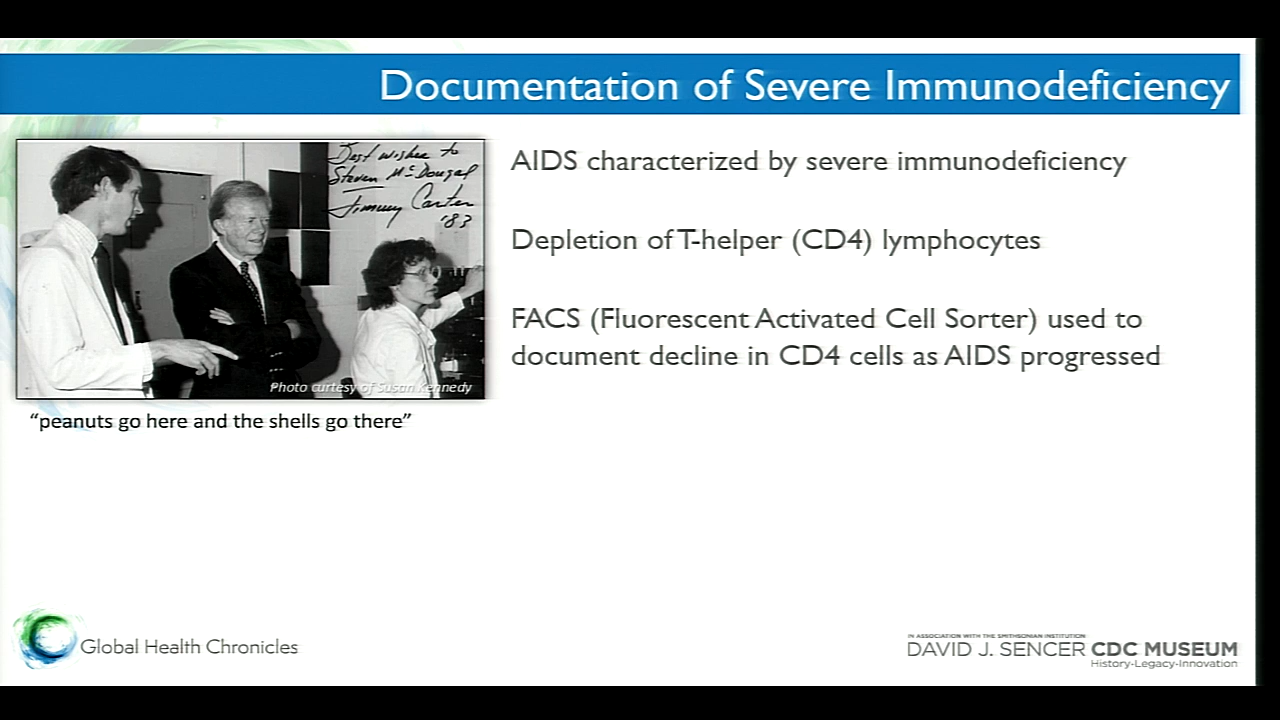 Documentation of Severe Immunodeficiency
Best wishes to
Steven McDougal
Jimmy Carter
'83
Photo curtesy of Susan Kennedy
"peanuts go here and the shells go there"
AIDS characterized by severe immunodeficiency
Depletion of T-helper (CD4) lymphocytes
FACS (Fluorescent Activated Cell Sorter) used to
document decline in CD4 cells as AIDS progressed
Global Health Chronicles
IN ASSOCIATION WITH THE SMITHSONIAN INSTITUTION
DAVID J. SENCER CDC MUSEUM
History-Legacy-Innovation